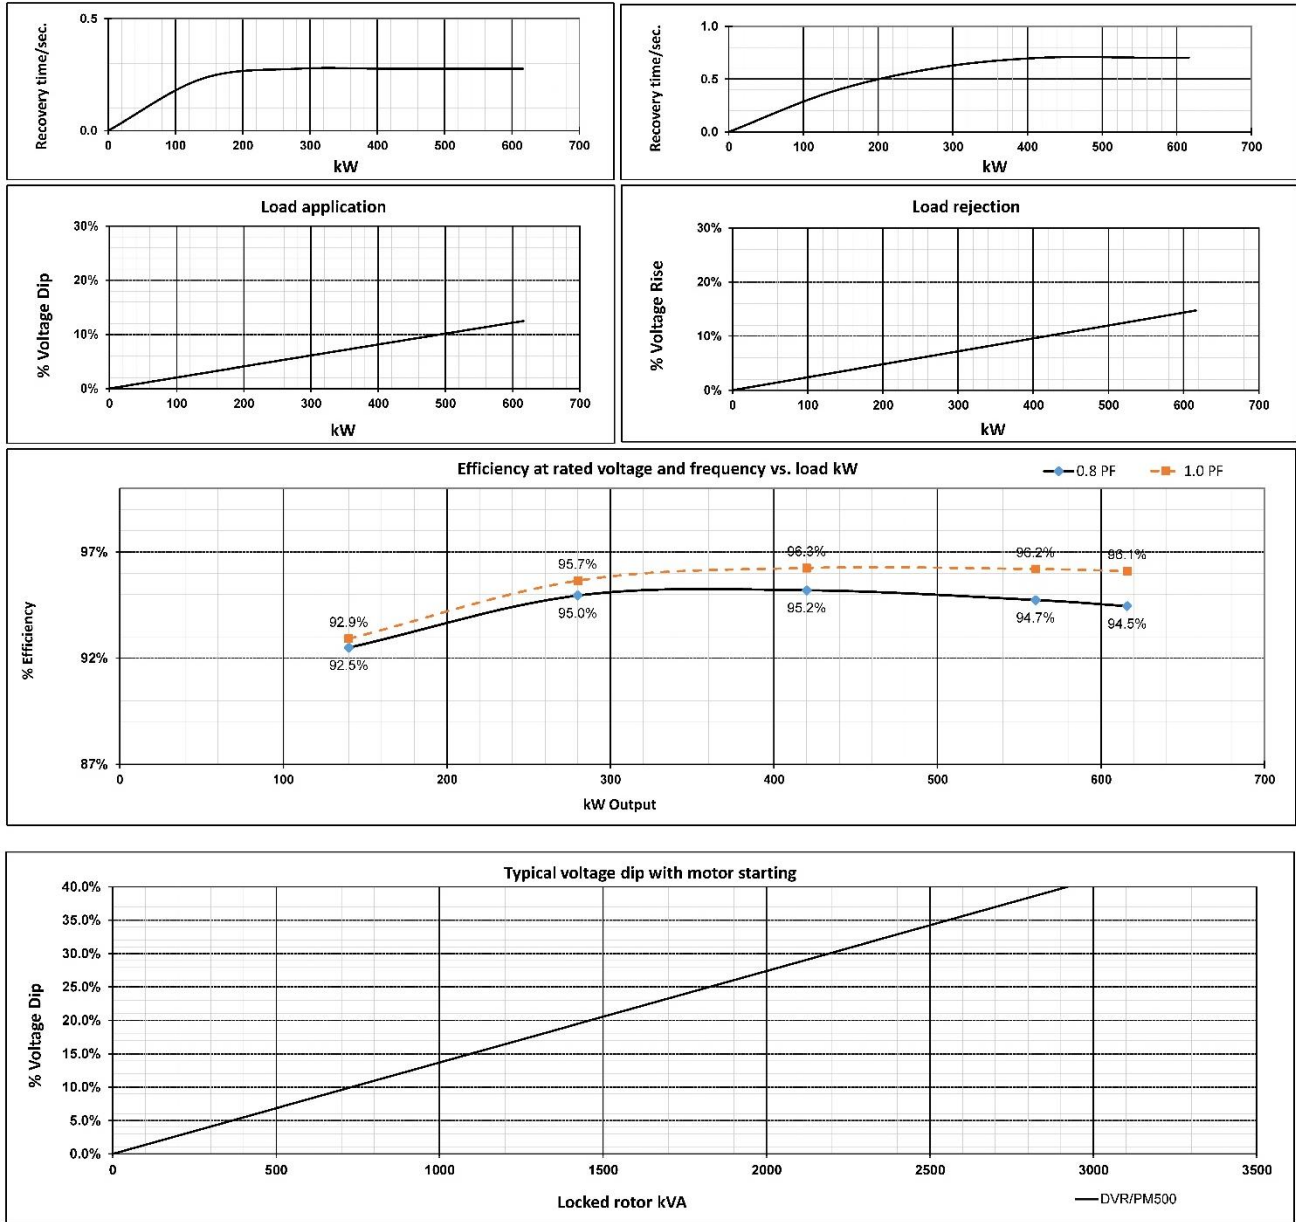 Recovery time/sec.
0.5
0.0
0 100 200 300 400 500 600 700
kW
Recovery time/sec.
1.0
0.5
0.0
0 100 200 300 400 500 600 700
kW
Load application
% Voltage Dip
30%
20%
10%
0%
0 100 200 300 400 500 600 700
kW
Load rejection
% Voltage Rise
30%
20%
10%
0%
0 100 200 300 400 500 600 700
kW
Efficiency at rated voltage and frequency vs. load kW
0.8 PF 1.0 PF
% Efficiency
97%
92%
87%
92.9% 95.7% 96.3% 96.2% 96.1%
92.5% 95.0% 95.2% 94.7% 94.5%
0 100 200 300 400 500 600 700
kW Output
Typical voltage dip with motor starting
% Voltage Dip
40.0%
35.0%
30.0%
25.0%
20.0%
15.0%
10.0%
5.0%
0.0%
0 500 1000 1500 2000 2500 3000 3500
Locked rotor kVA
DVR/PM500